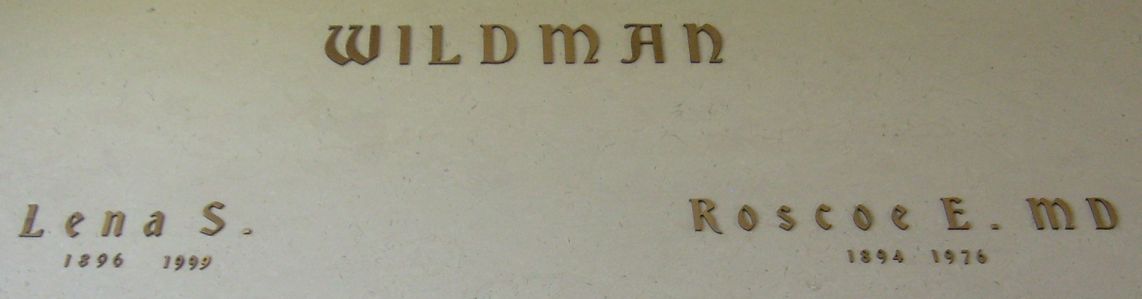 WILDMAN
Lena S.
1896 1999
Roscoe E. MD
1894 1976